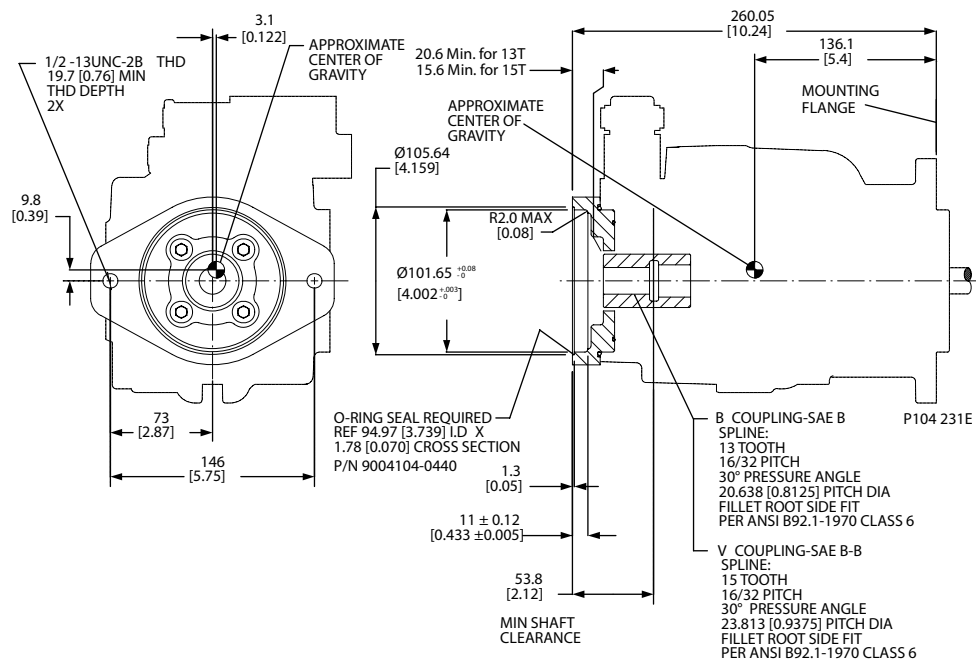 3.1
[0.122]
APPROXIMATE
CENTER OF
GRAVITY
1/2 -13UNC-2B THD
19.7 [0.76] MIN
THD DEPTH
2X
9.8
[0.39]
73
[2.87]
146
[5.75]
260.05
[10.24]
136.1
[5.4]
20.6 Min. for 13T
15.6 Min. for 15T
MOUNTING
FLANGE
APPROXIMATE
CENTER OF
GRAVITY
Ø105.64
[4.159]
R2.0 MAX
[0.08]
Ø101.65 +0.08 -0
[4.002 +.003 -0]
O-RING SEAL REQUIRED
REF 94.97 [3.739] I.D X
1.78 [0.070] CROSS SECTION
P/N 9004104-0440
1.3
[0.05]
11 ± 0.12
[0.433 ±0.005]
53.8
[2.12]
MIN SHAFT
CLEARANCE
B COUPLING-SAE B
SPLINE:
13 TOOTH
16/32 PITCH
30° PRESSURE ANGLE
20.638 [0.8125] PITCH DIA
FILLET ROOT SIDE FIT
PER ANSI B92.1-1970 CLASS 6
P104 231E
V COUPLING-SAE B-B
SPLINE:
15 TOOTH
16/32 PITCH
30° PRESSURE ANGLE
23.813 [0.9375] PITCH DIA
FILLET ROOT SIDE FIT
PER ANSI B92.1-1970 CLASS 6